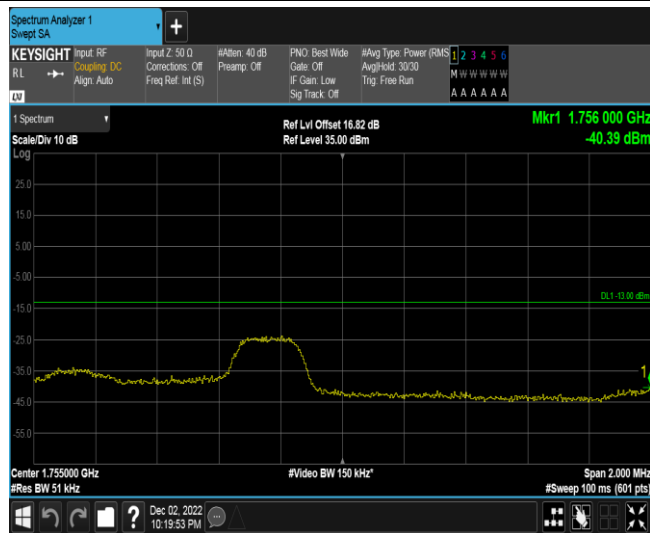 Spectrum Analyzer 1
Swept SA
+
KEYSIGHT
RL
LXI
Input: RF
Coupling: DC
Align: Auto
Input Z: 50 Ω
Corrections: Off
Freq Ref: Int (S)
#Atten: 40 dB
Preamp: Off
PNO: Best Wide
Gate: Off
IF Gain: Low
Sig Track: Off
#Avg Type: Power (RMS
Avg|Hold: 30/30
Trig: Free Run
1 2 3 4 5 6
M W W W W W
A A A A A A
1 Spectrum
Scale/Div 10 dB
Log
Ref Lvl Offset 16.82 dB
Ref Level 35.00 dBm
Mkr1 1.756 000 GHz
-40.39 dBm
25.0
15.0
5.00
-5.00
DL1 -13.00 dBm
-15.0
-25.0
-35.0
1
-45.0
-55.0
Center 1.755000 GHz
#Res BW 51 kHz
#Video BW 150 kHz*
Span 2.000 MHz
#Sweep 100 ms (601 pts)
?
Dec 02, 2022
10:19:53 PM